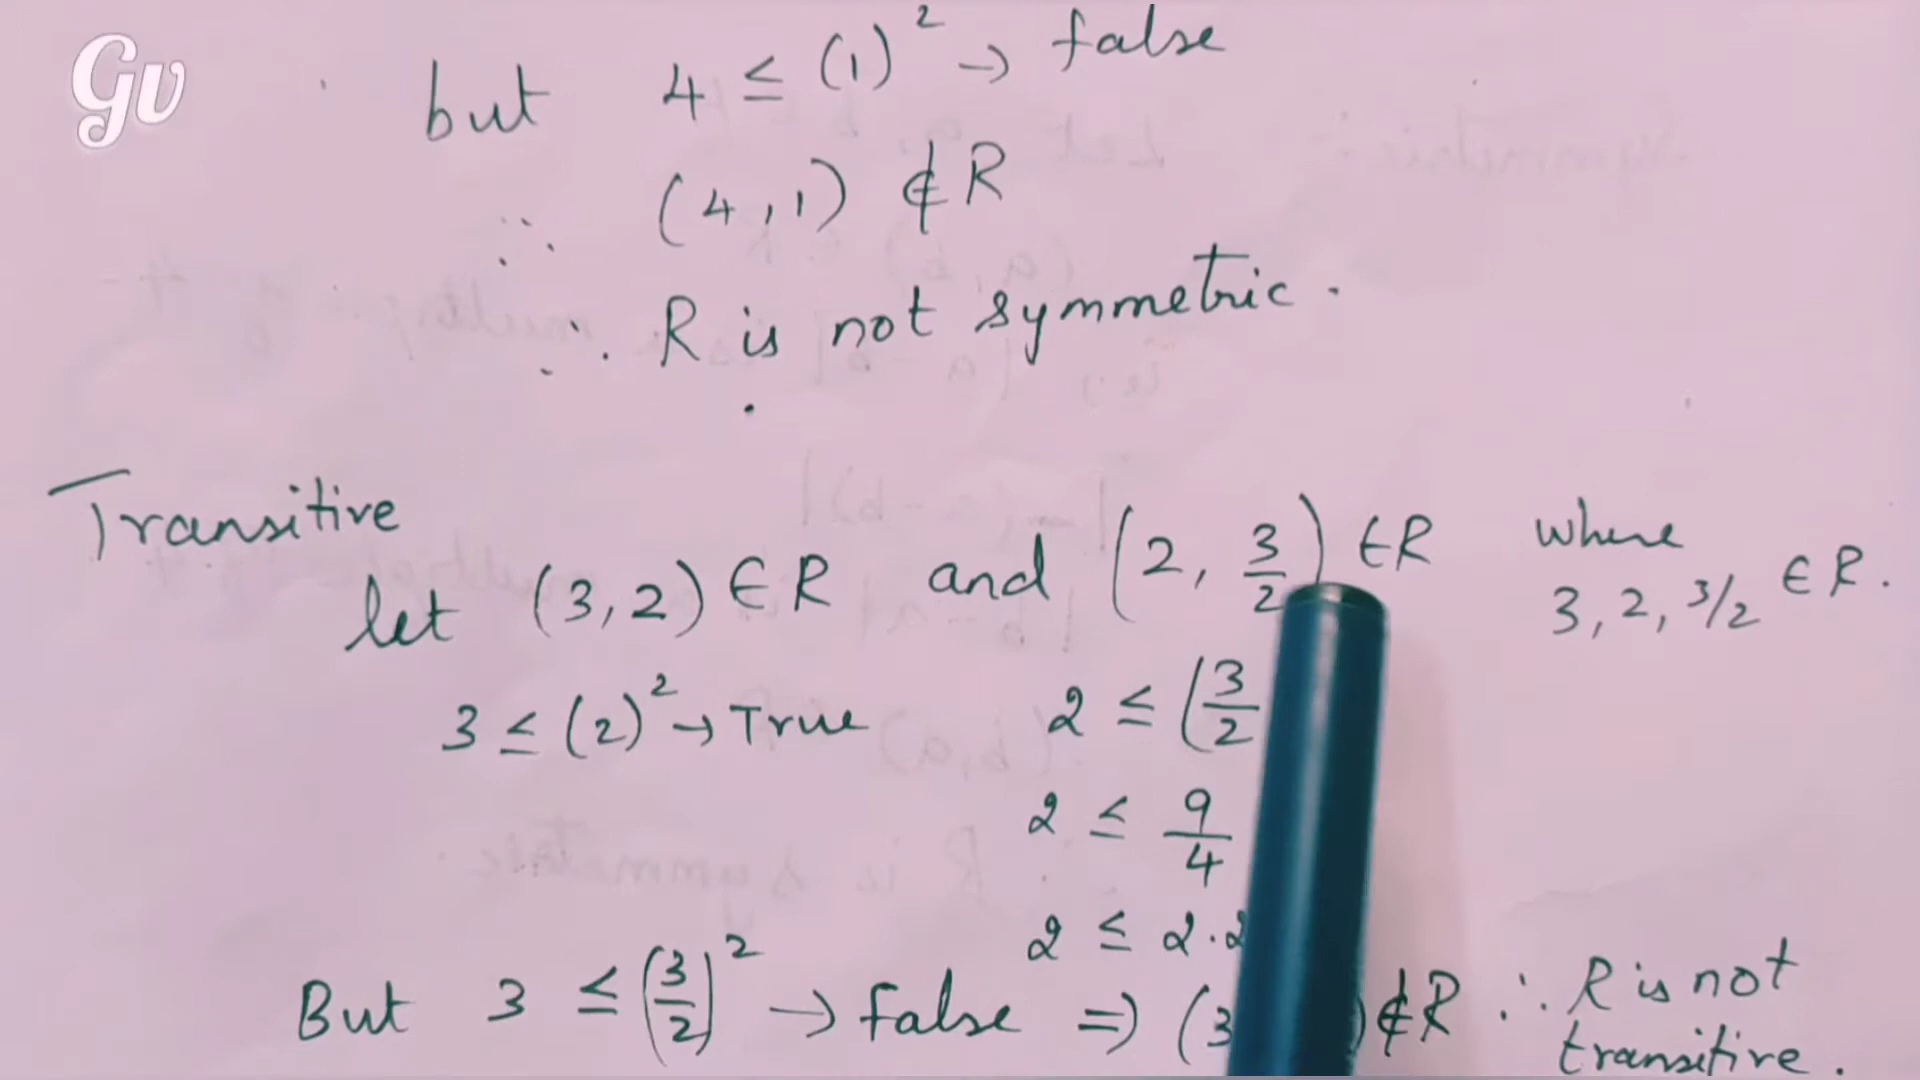 Gv
but 4 ≤ (1)² → false
∴ (4,1) ∉ R
∴ R is not symmetric.
Transitive
let (3,2) ∈ R and (2, 3/2) ∈ R where
3, 2, 3/2 ∈ R.
3 ≤ (2)² → True 2 ≤ (3/2
2 ≤ 9/4
2 ≤ 2.2
But 3 ≤ (3/2)² → false ⇒ (3 ) ∉ R ∴ R is not
transitive.